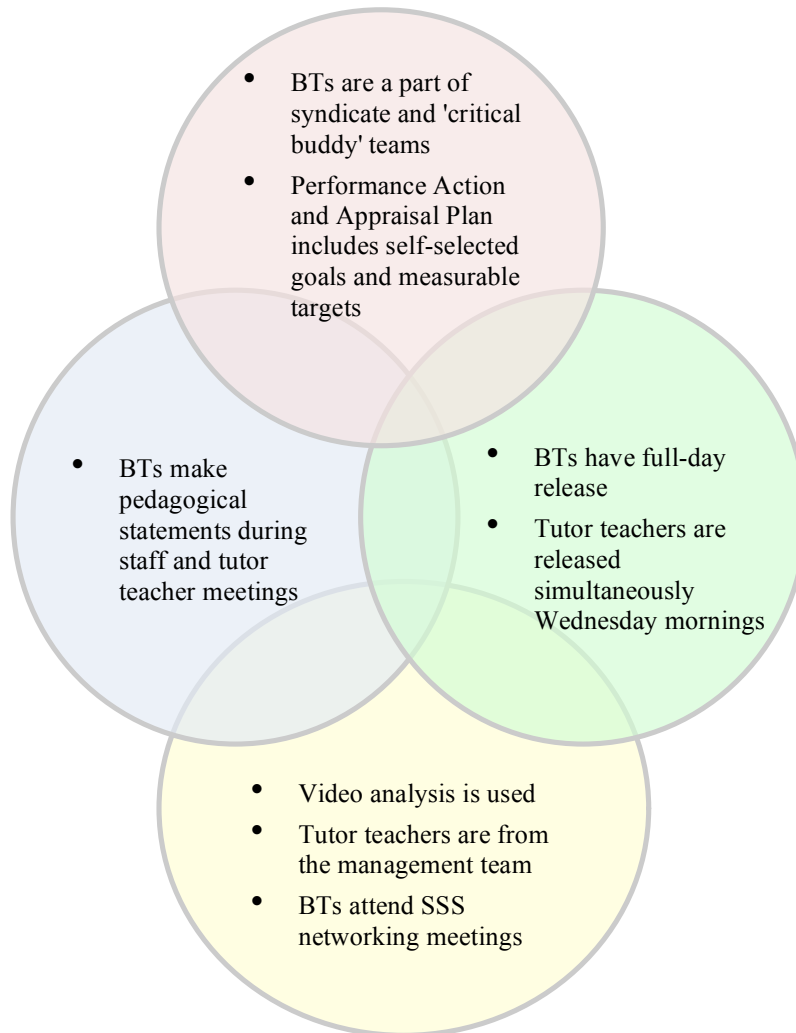 • BTs are a part of
syndicate and 'critical
buddy' teams
• Performance Action
and Appraisal Plan
includes self-selected
goals and measurable
targets
• BTs make
pedagogical
statements during
staff and tutor
teacher meetings
• BTs have full-day
release
• Tutor teachers are
released
simultaneously
Wednesday mornings
• Video analysis is used
• Tutor teachers are from
the management team
• BTs attend SSS
networking meetings